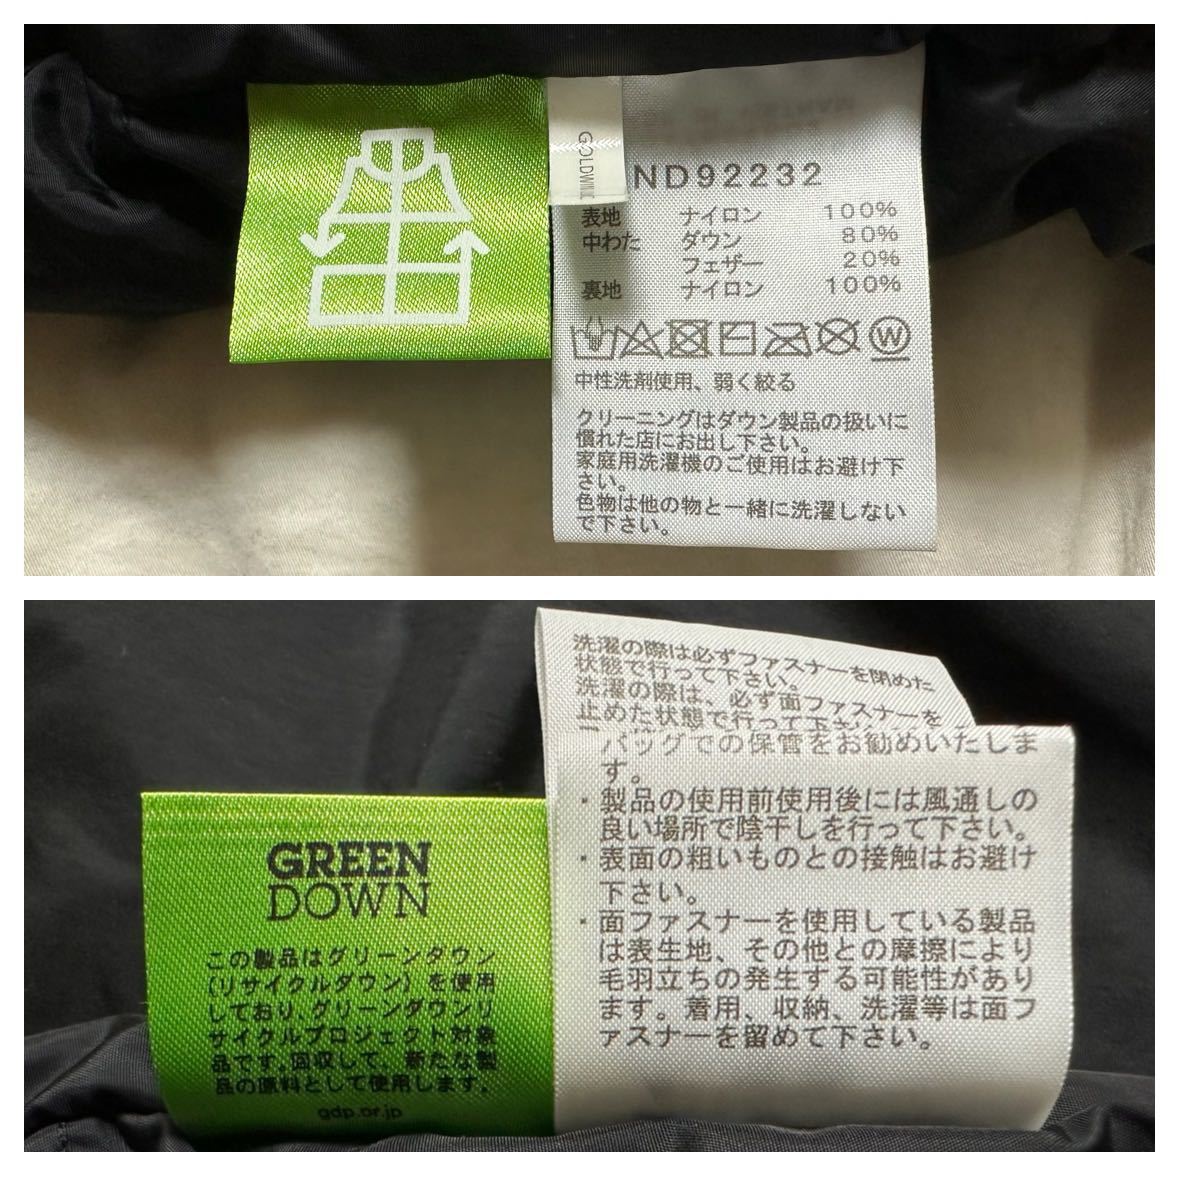 GOLDWIN
ND92232
表地 ナイロン 100%
中わた ダウン 80%
フェザー 20%
裏地 ナイロン 100%
W
中性洗剤使用、弱く絞る
クリーニングはダウン製品の扱いに
慣れた店にお出し下さい。
家庭用洗濯機のご使用はお避け下
さい。
色物は他の物と一緒に洗濯しない
で下さい。
洗濯の際は必ずファスナーを閉めた
状態で行って下さい。
洗濯の際は、必ず面ファスナーを
止めた状態で行って下さい
バッグでの保管をお勧めいたしま
す。
・製品の使用前使用後には風通しの
良い場所で陰干しを行って下さい。
・表面の粗いものとの接触はお避け
下さい。
・面ファスナーを使用している製品
は表生地、その他との摩擦により
毛羽立ちの発生する可能性があり
ます。着用、収納、洗濯等は面フ
ァスナーを留めて下さい。
GREEN
DOWN
この製品はグリーンダウン
(リサイクルダウン)を使用
しており、グリーンダウンリ
サイクルプロジェクト対象
品です。回収して、新たな製
品の原料として使用します。
gdp.or.jp